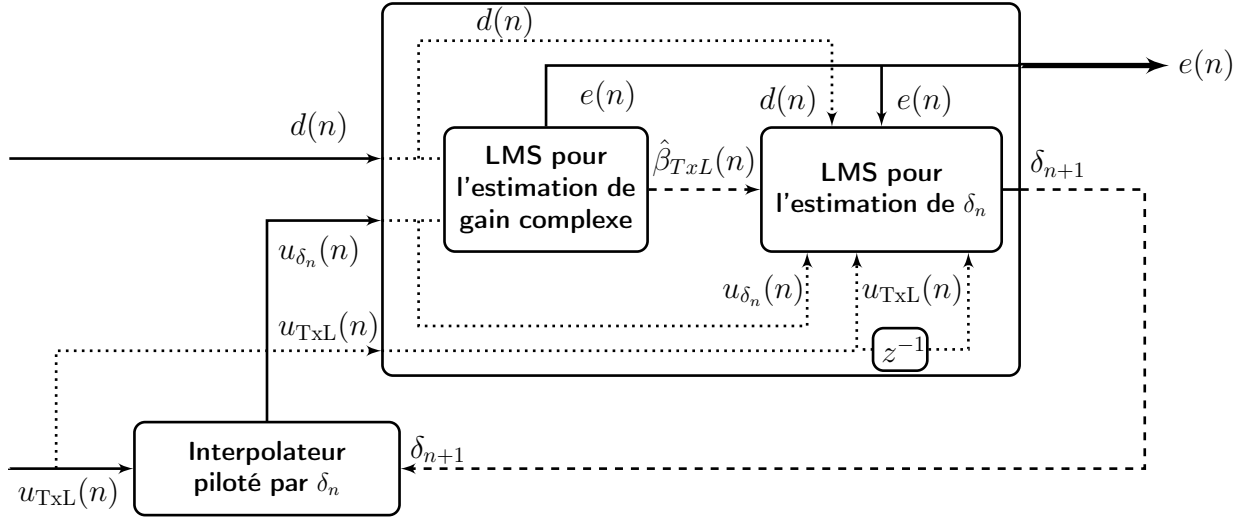 d(n)
e(n)
e(n)
d(n)
e(n)
d(n)
LMS pour
l'estimation de
gain complexe
β̂_{TxL}(n)
LMS pour
l'estimation de δ_n
δ_{n+1}
u_{δ_n}(n)
u_{δ_n}(n)
u_{TxL}(n)
u_{TxL}(n)
z^{-1}
Interpolateur
piloté par δ_n
δ_{n+1}
u_{TxL}(n)